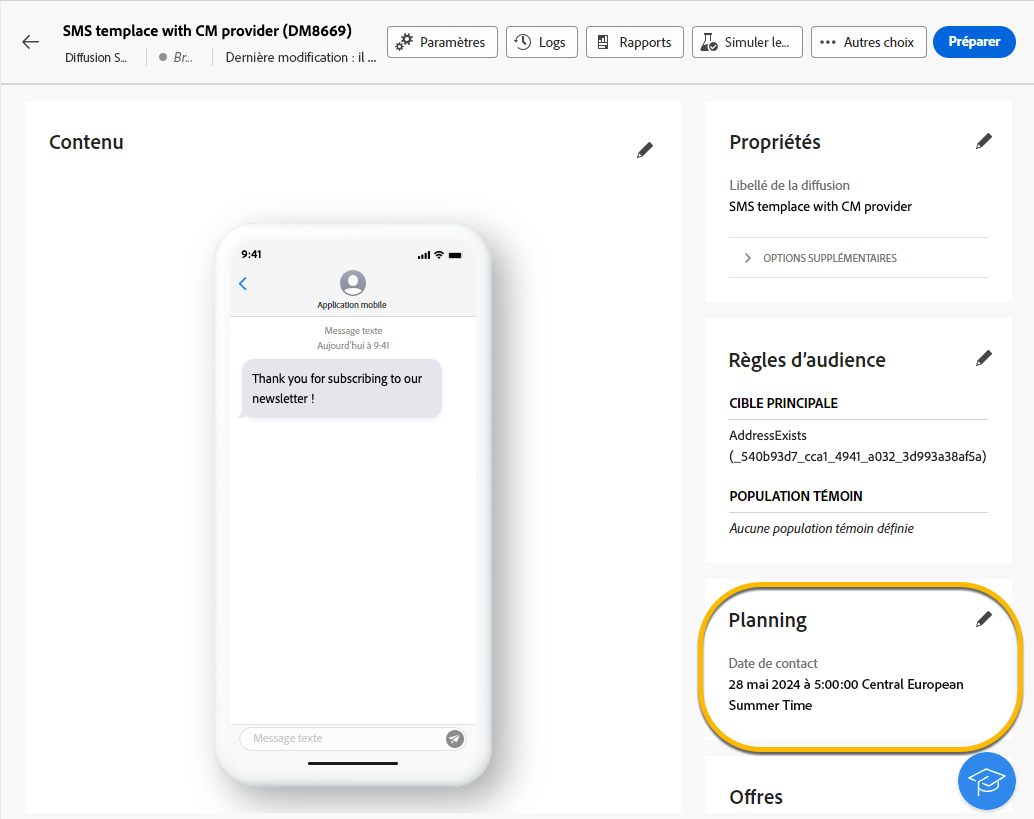 SMS templace with CM provider (DM8669)
Diffusion S... Br... Dernière modification : il ...
Paramètres Logs Rapports Simuler le... Autres choix Préparer
Contenu
9:41
Application mobile
Message texte
Aujourd'hui à 9:41
Thank you for subscribing to our
newsletter !
Message texte
Propriétés
Libellé de la diffusion
SMS templace with CM provider
OPTIONS SUPPLÉMENTAIRES
Règles d'audience
CIBLE PRINCIPALE
AddressExists
(_540b93d7_cca1_4941_a032_3d993a38af5a)
POPULATION TÉMOIN
Aucune population témoin définie
Planning
Date de contact
28 mai 2024 à 5:00:00 Central European
Summer Time
Offres